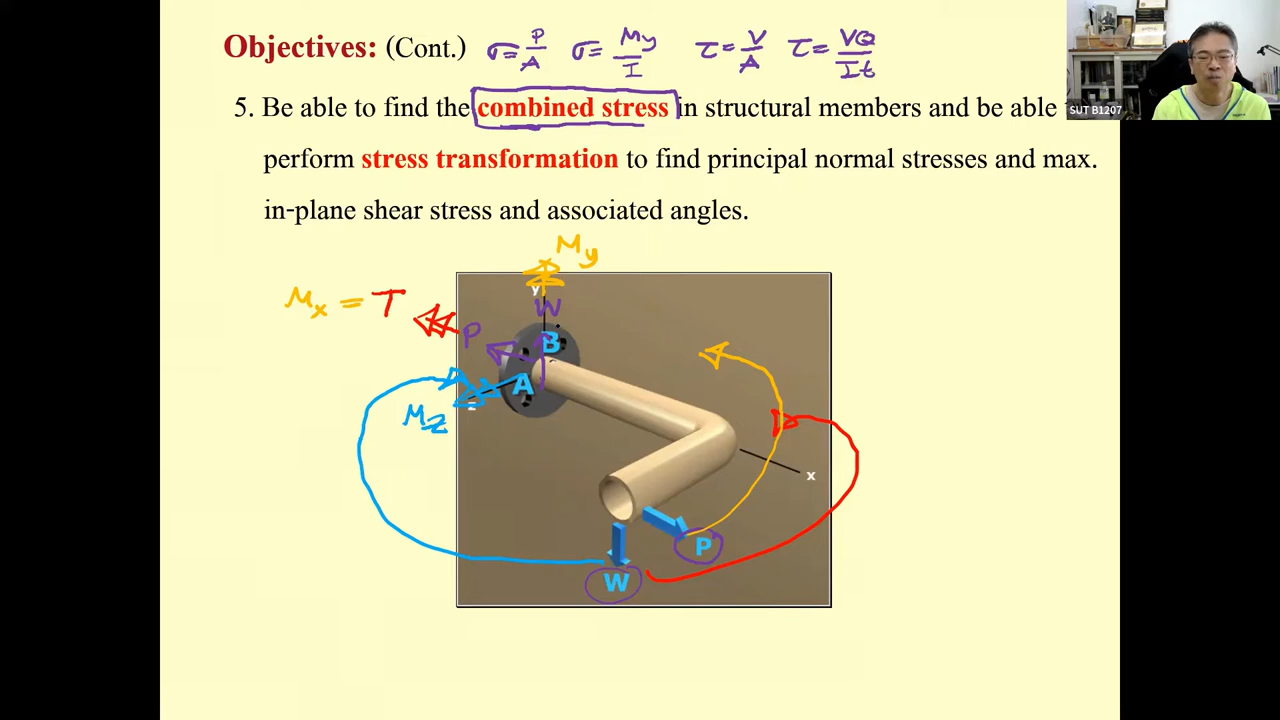 Objectives: (Cont.) σ=P/A σ=My/I τ=V/A τ=VQ/It
5. Be able to find the combined stress in structural members and be able
perform stress transformation to find principal normal stresses and max.
in-plane shear stress and associated angles.
SUT B1207
My
y
Mx = T
W
P
B
A
z
Mz
x
P
W